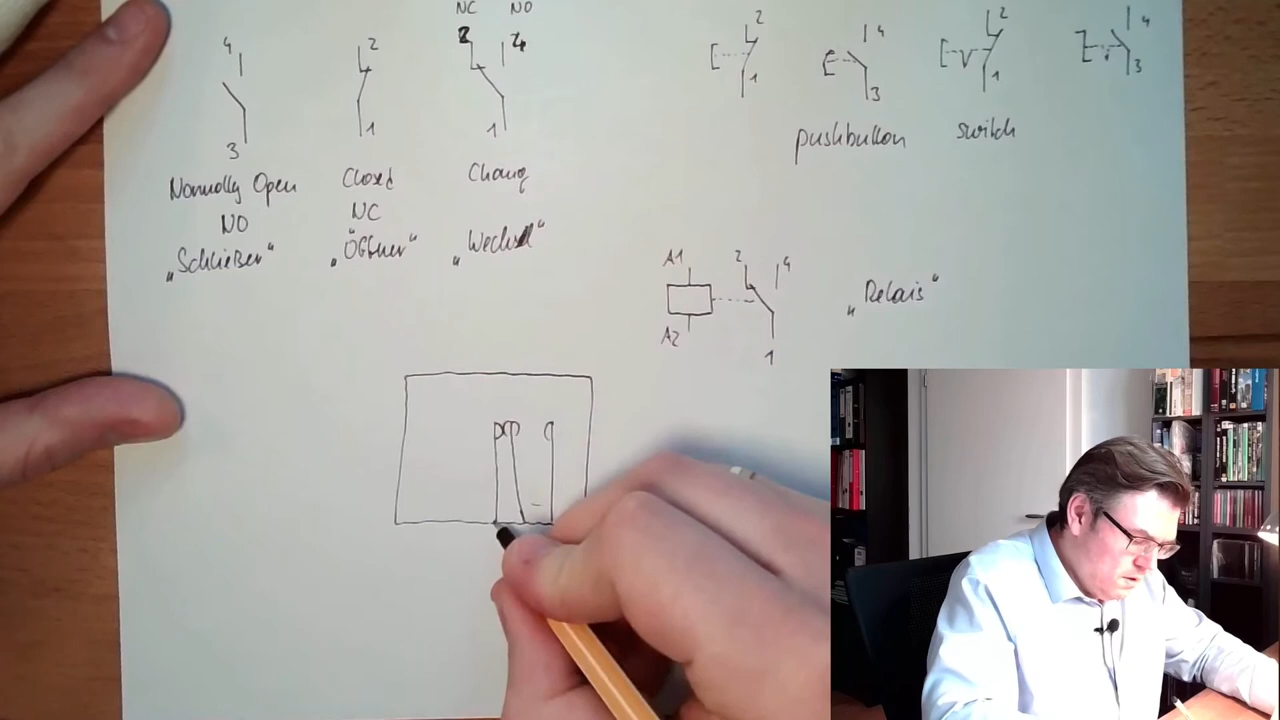 NC NO
4 2 2 4
3 1 1
Normally Open Closed Change
NO NC
„Schließer“ „Öffner“ „Wechsl“
2 4 2 4
1 3 1 3
pushbutton switch
A1 2 4
„Relais“
A2 1